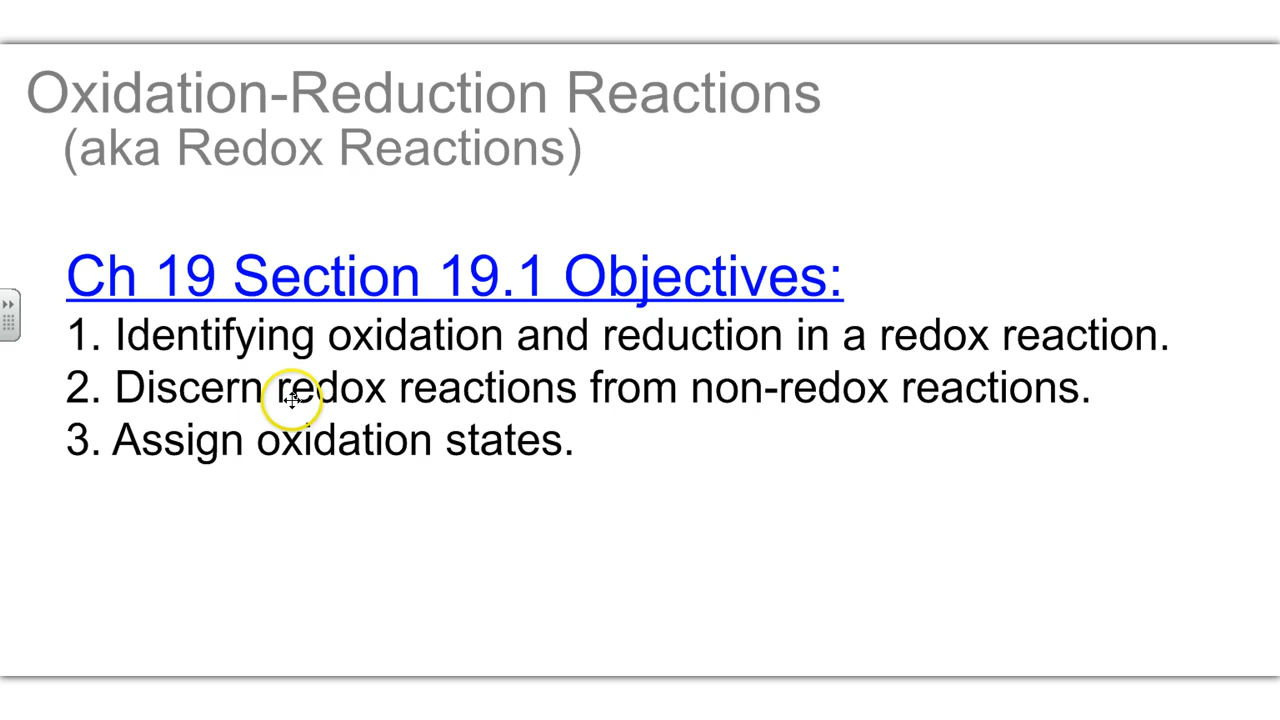 Oxidation-Reduction Reactions
(aka Redox Reactions)
Ch 19 Section 19.1 Objectives:
1. Identifying oxidation and reduction in a redox reaction.
2. Discern redox reactions from non-redox reactions.
3. Assign oxidation states.